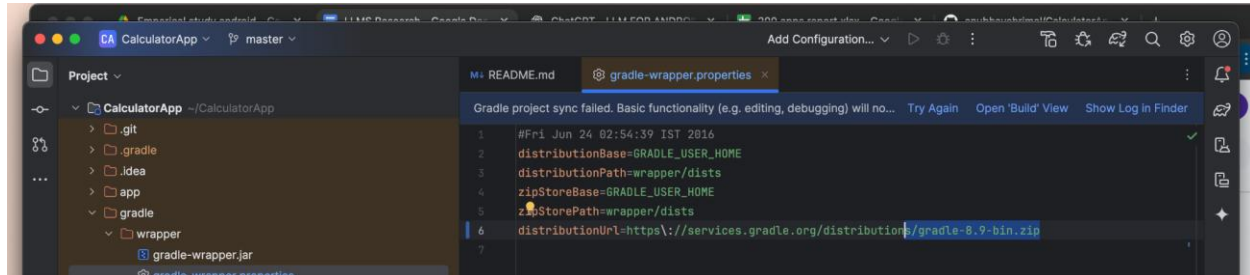 CA CalculatorApp master Add Configuration...
Project
README.md gradle-wrapper.properties
CalculatorApp ~/CalculatorApp
Gradle project sync failed. Basic functionality (e.g. editing, debugging) will no... Try Again Open 'Build' View Show Log in Finder
.git
1 #Fri Jun 24 02:54:39 IST 2016
.gradle
2 distributionBase=GRADLE_USER_HOME
.idea
3 distributionPath=wrapper/dists
app
4 zipStoreBase=GRADLE_USER_HOME
gradle
5 zipStorePath=wrapper/dists
wrapper
6 distributionUrl=https\://services.gradle.org/distributions/gradle-8.9-bin.zip
gradle-wrapper.jar
7
gradle-wrapper.properties